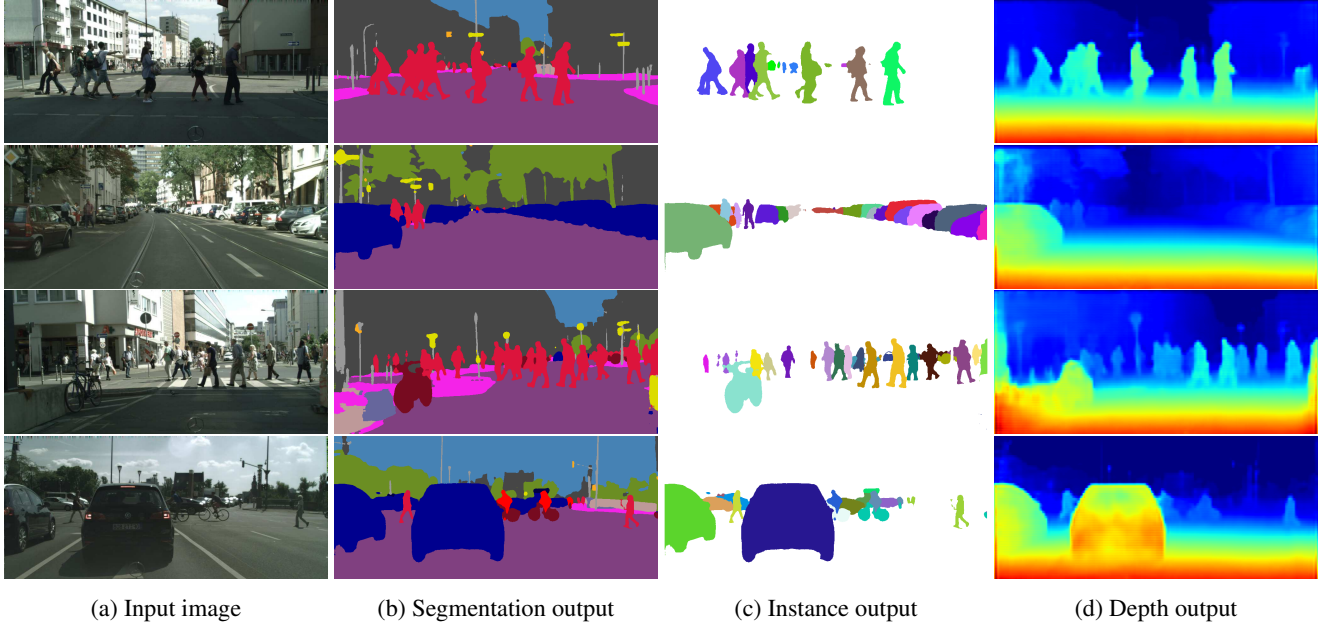 (a) Input image
(b) Segmentation output
(c) Instance output
(d) Depth output